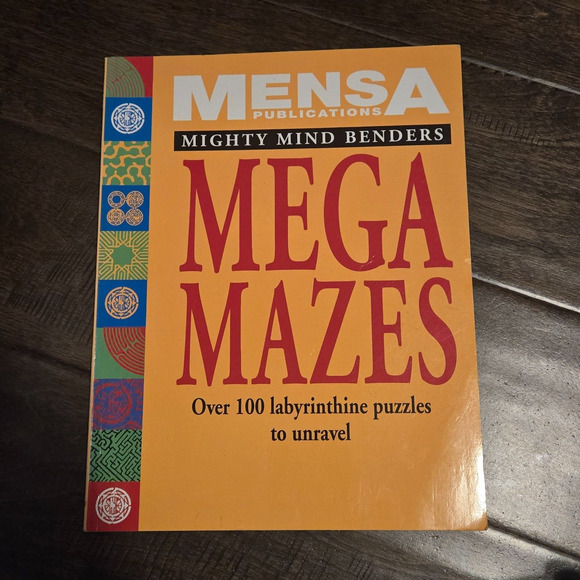 MENSA
PUBLICATIONS
MIGHTY MIND BENDERS
MEGA
MAZES
Over 100 labyrinthine puzzles
to unravel